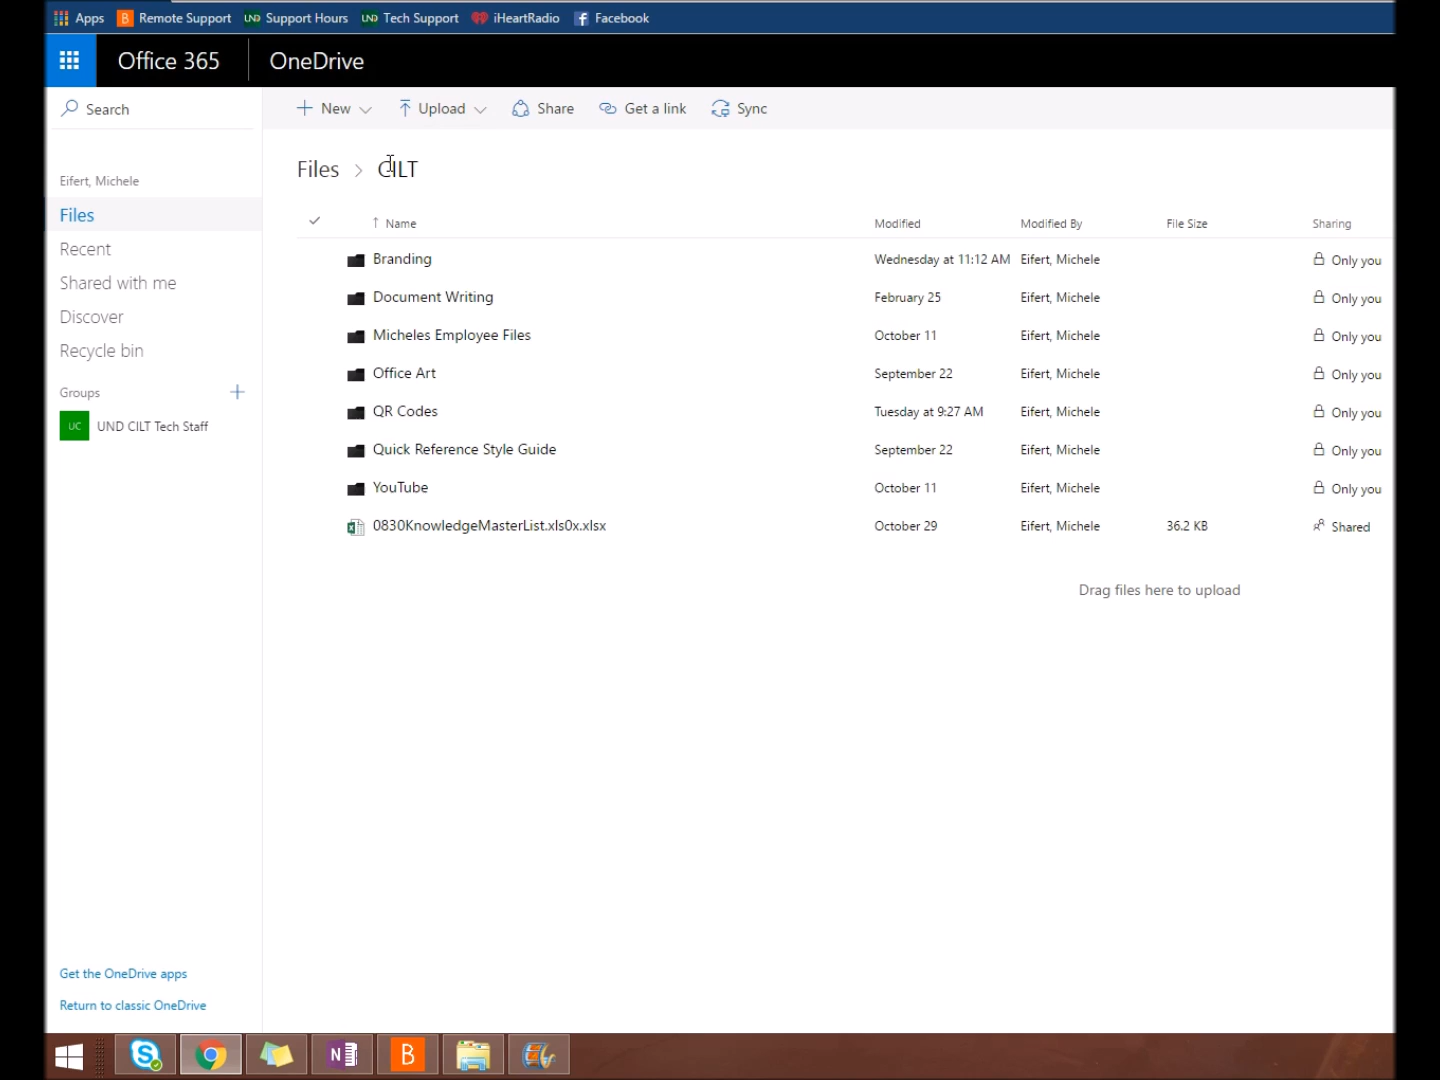 Apps B Remote Support UND Support Hours UND Tech Support iHeartRadio f Facebook
Office 365 OneDrive
Search
New Upload Share Get a link Sync
Files > CILT
Eifert, Michele
Files
Recent
Shared with me
Discover
Recycle bin
Groups +
UC UND CILT Tech Staff
↑ Name Modified Modified By File Size Sharing
Branding Wednesday at 11:12 AM Eifert, Michele Only you
Document Writing February 25 Eifert, Michele Only you
Micheles Employee Files October 11 Eifert, Michele Only you
Office Art September 22 Eifert, Michele Only you
QR Codes Tuesday at 9:27 AM Eifert, Michele Only you
Quick Reference Style Guide September 22 Eifert, Michele Only you
YouTube October 11 Eifert, Michele Only you
0830KnowledgeMasterList.xls0x.xlsx October 29 Eifert, Michele 36.2 KB Shared
Drag files here to upload
Get the OneDrive apps
Return to classic OneDrive
S N B